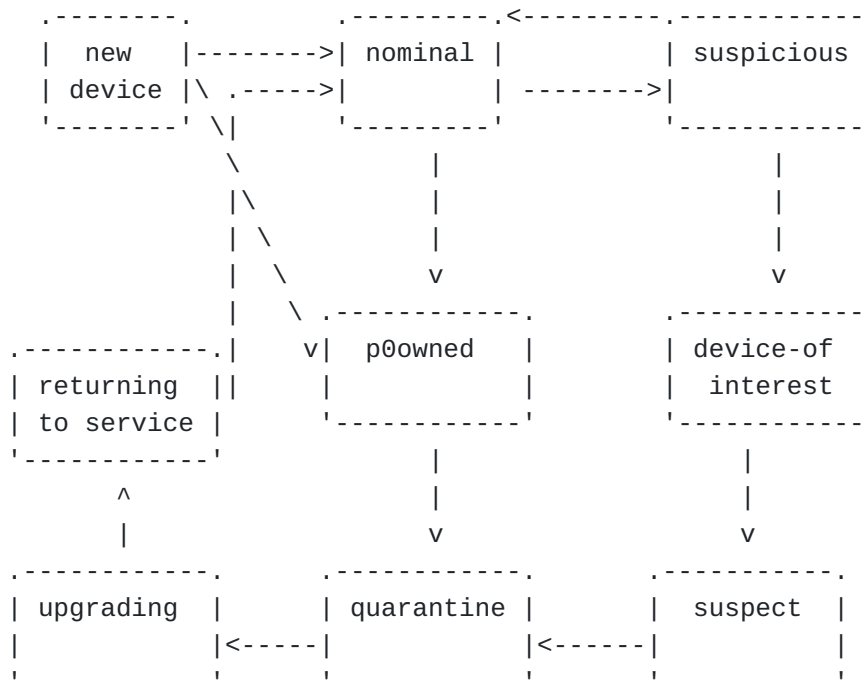 new
device
nominal
suspicious
p0owned
device-of
interest
returning
to service
upgrading
quarantine
suspect